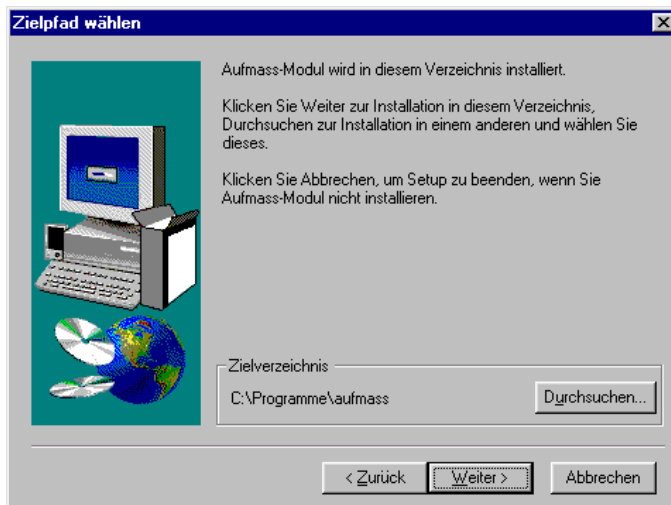 Zielpfad wählen
Aufmass-Modul wird in diesem Verzeichnis installiert.
Klicken Sie Weiter zur Installation in diesem Verzeichnis,
Durchsuchen zur Installation in einem anderen und wählen Sie
dieses.
Klicken Sie Abbrechen, um Setup zu beenden, wenn Sie
Aufmass-Modul nicht installieren.
Zielverzeichnis
C:\Programme\aufmass
Durchsuchen...
< Zurück
Weiter >
Abbrechen